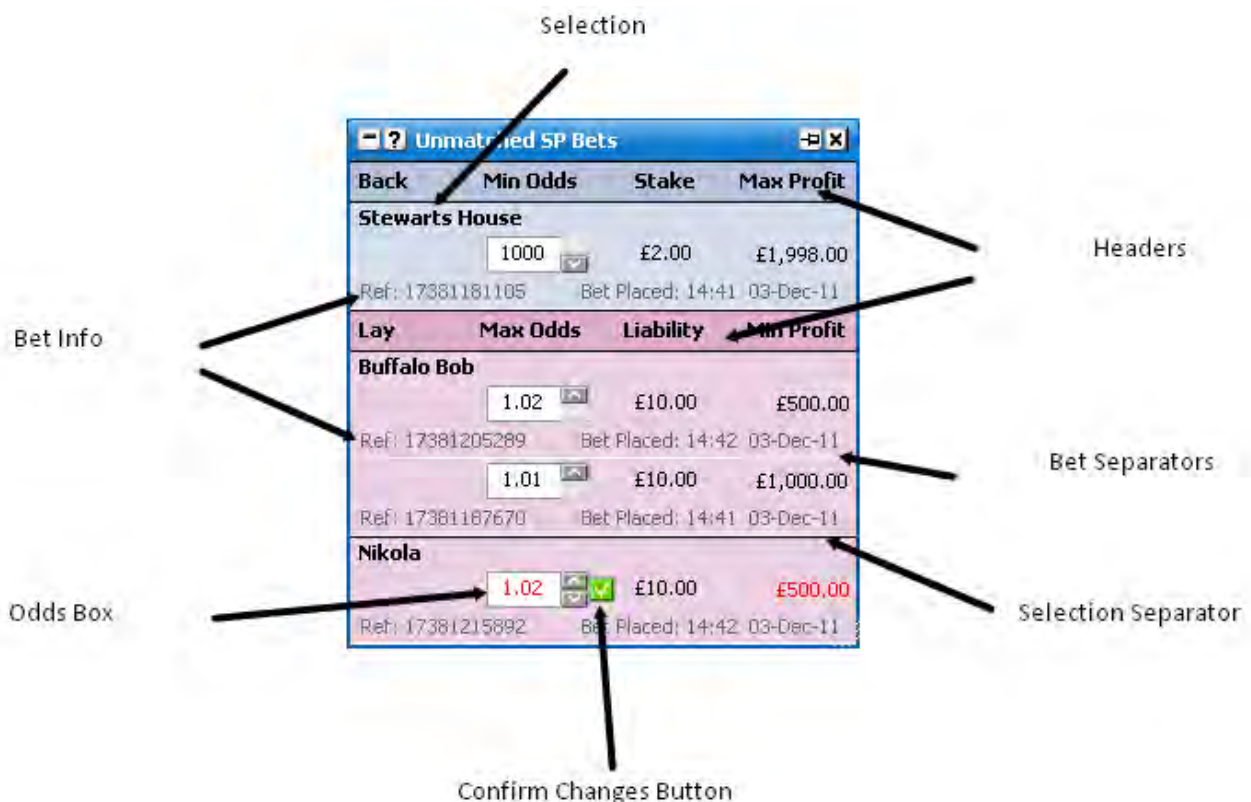 Selection
? Unmatched SP Bets
Back Min Odds Stake Max Profit
Stewarts House
1000 £2.00 £1,998.00
Ref: 17381181105 Bet Placed: 14:41 03-Dec-11
Headers
Bet Info
Lay Max Odds Liability Min Profit
Buffalo Bob
1.02 £10.00 £500.00
Ref: 17381205289 Bet Placed: 14:42 03-Dec-11
Bet Separators
1.01 £10.00 £1,000.00
Ref: 17381187670 Bet Placed: 14:41 03-Dec-11
Nikola
1.02 £10.00 £500.00
Odds Box
Selection Separator
Ref: 17381215892 Bet Placed: 14:42 03-Dec-11
Confirm Changes Button